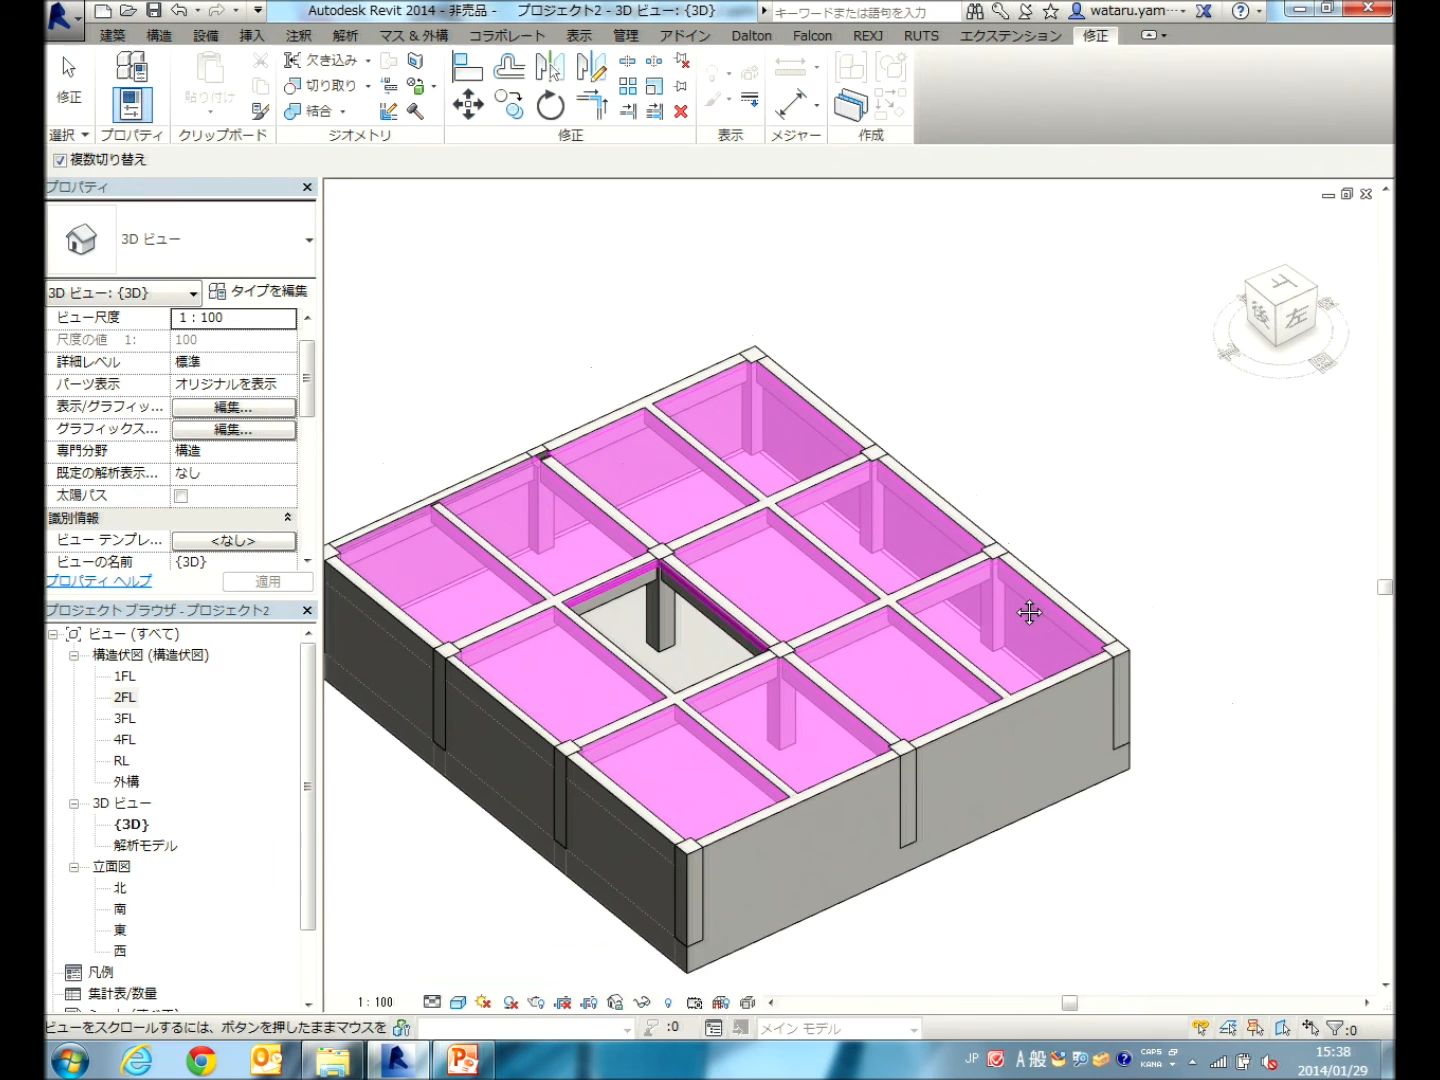 Autodesk Revit 2014 - 非売品 - プロジェクト2 - 3D ビュー: {3D}
キーワードまたは語句を入力
wataru.yam...
建築 構造 設備 挿入 注釈 解析 マス & 外構 コラボレート 表示 管理 アドイン Dalton Falcon REXJ RUTS エクステンション 修正
修正
貼り付け
欠き込み
切り取り
結合
選択 プロパティ クリップボード ジオメトリ 修正 表示 メジャー 作成
複数切り替え
プロパティ
3D ビュー
3D ビュー: {3D} タイプを編集
ビュー尺度 1 : 100
尺度の値 1: 100
詳細レベル 標準
パーツ表示 オリジナルを表示
表示/グラフィッ... 編集...
グラフィックス... 編集...
専門分野 構造
既定の解析表示... なし
太陽パス
識別情報
ビュー テンプレ... <なし>
ビューの名前 {3D}
プロパティ ヘルプ 適用
プロジェクト ブラウザ - プロジェクト2
ビュー (すべて)
構造伏図 (構造伏図)
1FL
2FL
3FL
4FL
RL
外構
3D ビュー
{3D}
解析モデル
立面図
北
南
東
西
凡例
集計表/数量
上
後
左
1 : 100
ビューをスクロールするには、ボタンを押したままマウスを
:0
メイン モデル
:0
JP
A 般
CAPS
KANA
15:38
2014/01/29